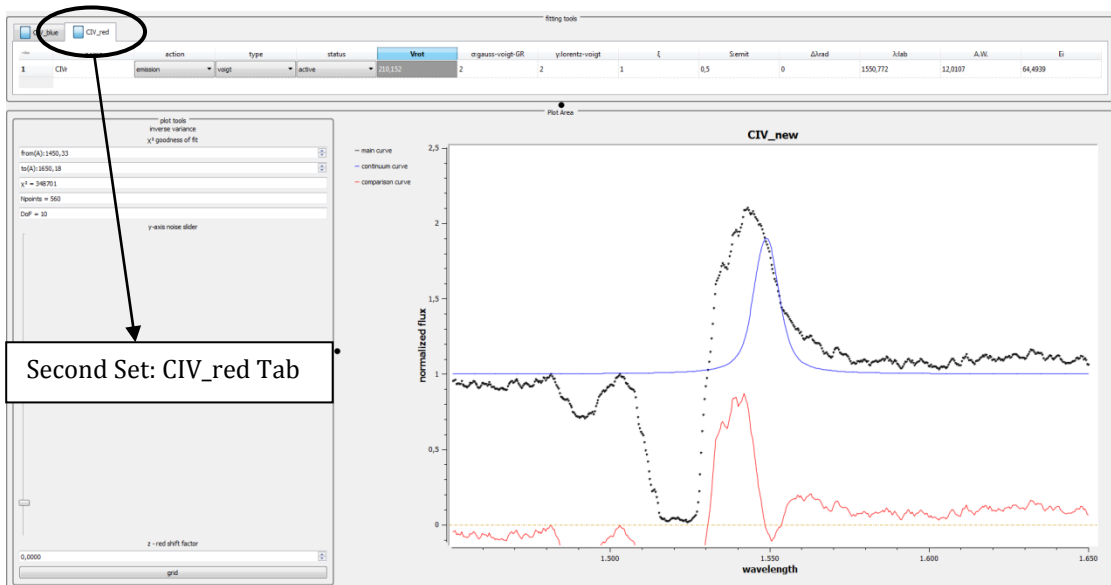 fitting tools
CIV_blue CIV_red
name action type status Vrot α:gauss-voigt-GR γ:lorentz-voigt ξ S:emit Δλrad λ:lab A.W. Ei
1 CIVr emission voigt active 210,152 2 2 1 0,5 0 1550,772 12,0107 64,4939
Plot Area
plot tools
inverse variance
χ² goodness of fit
from(A):1450,33
to(A):1650,18
χ² = 348701
Npoints = 560
DoF = 10
y-axis noise slider
Second Set: CIV_red Tab
z - red shift factor
0,0000
grid
CIV_new
main curve
continuum curve
comparison curve
normalized flux
2,5
2
1,5
1
0,5
0
1.500 1.550 1.600 1.650
wavelength